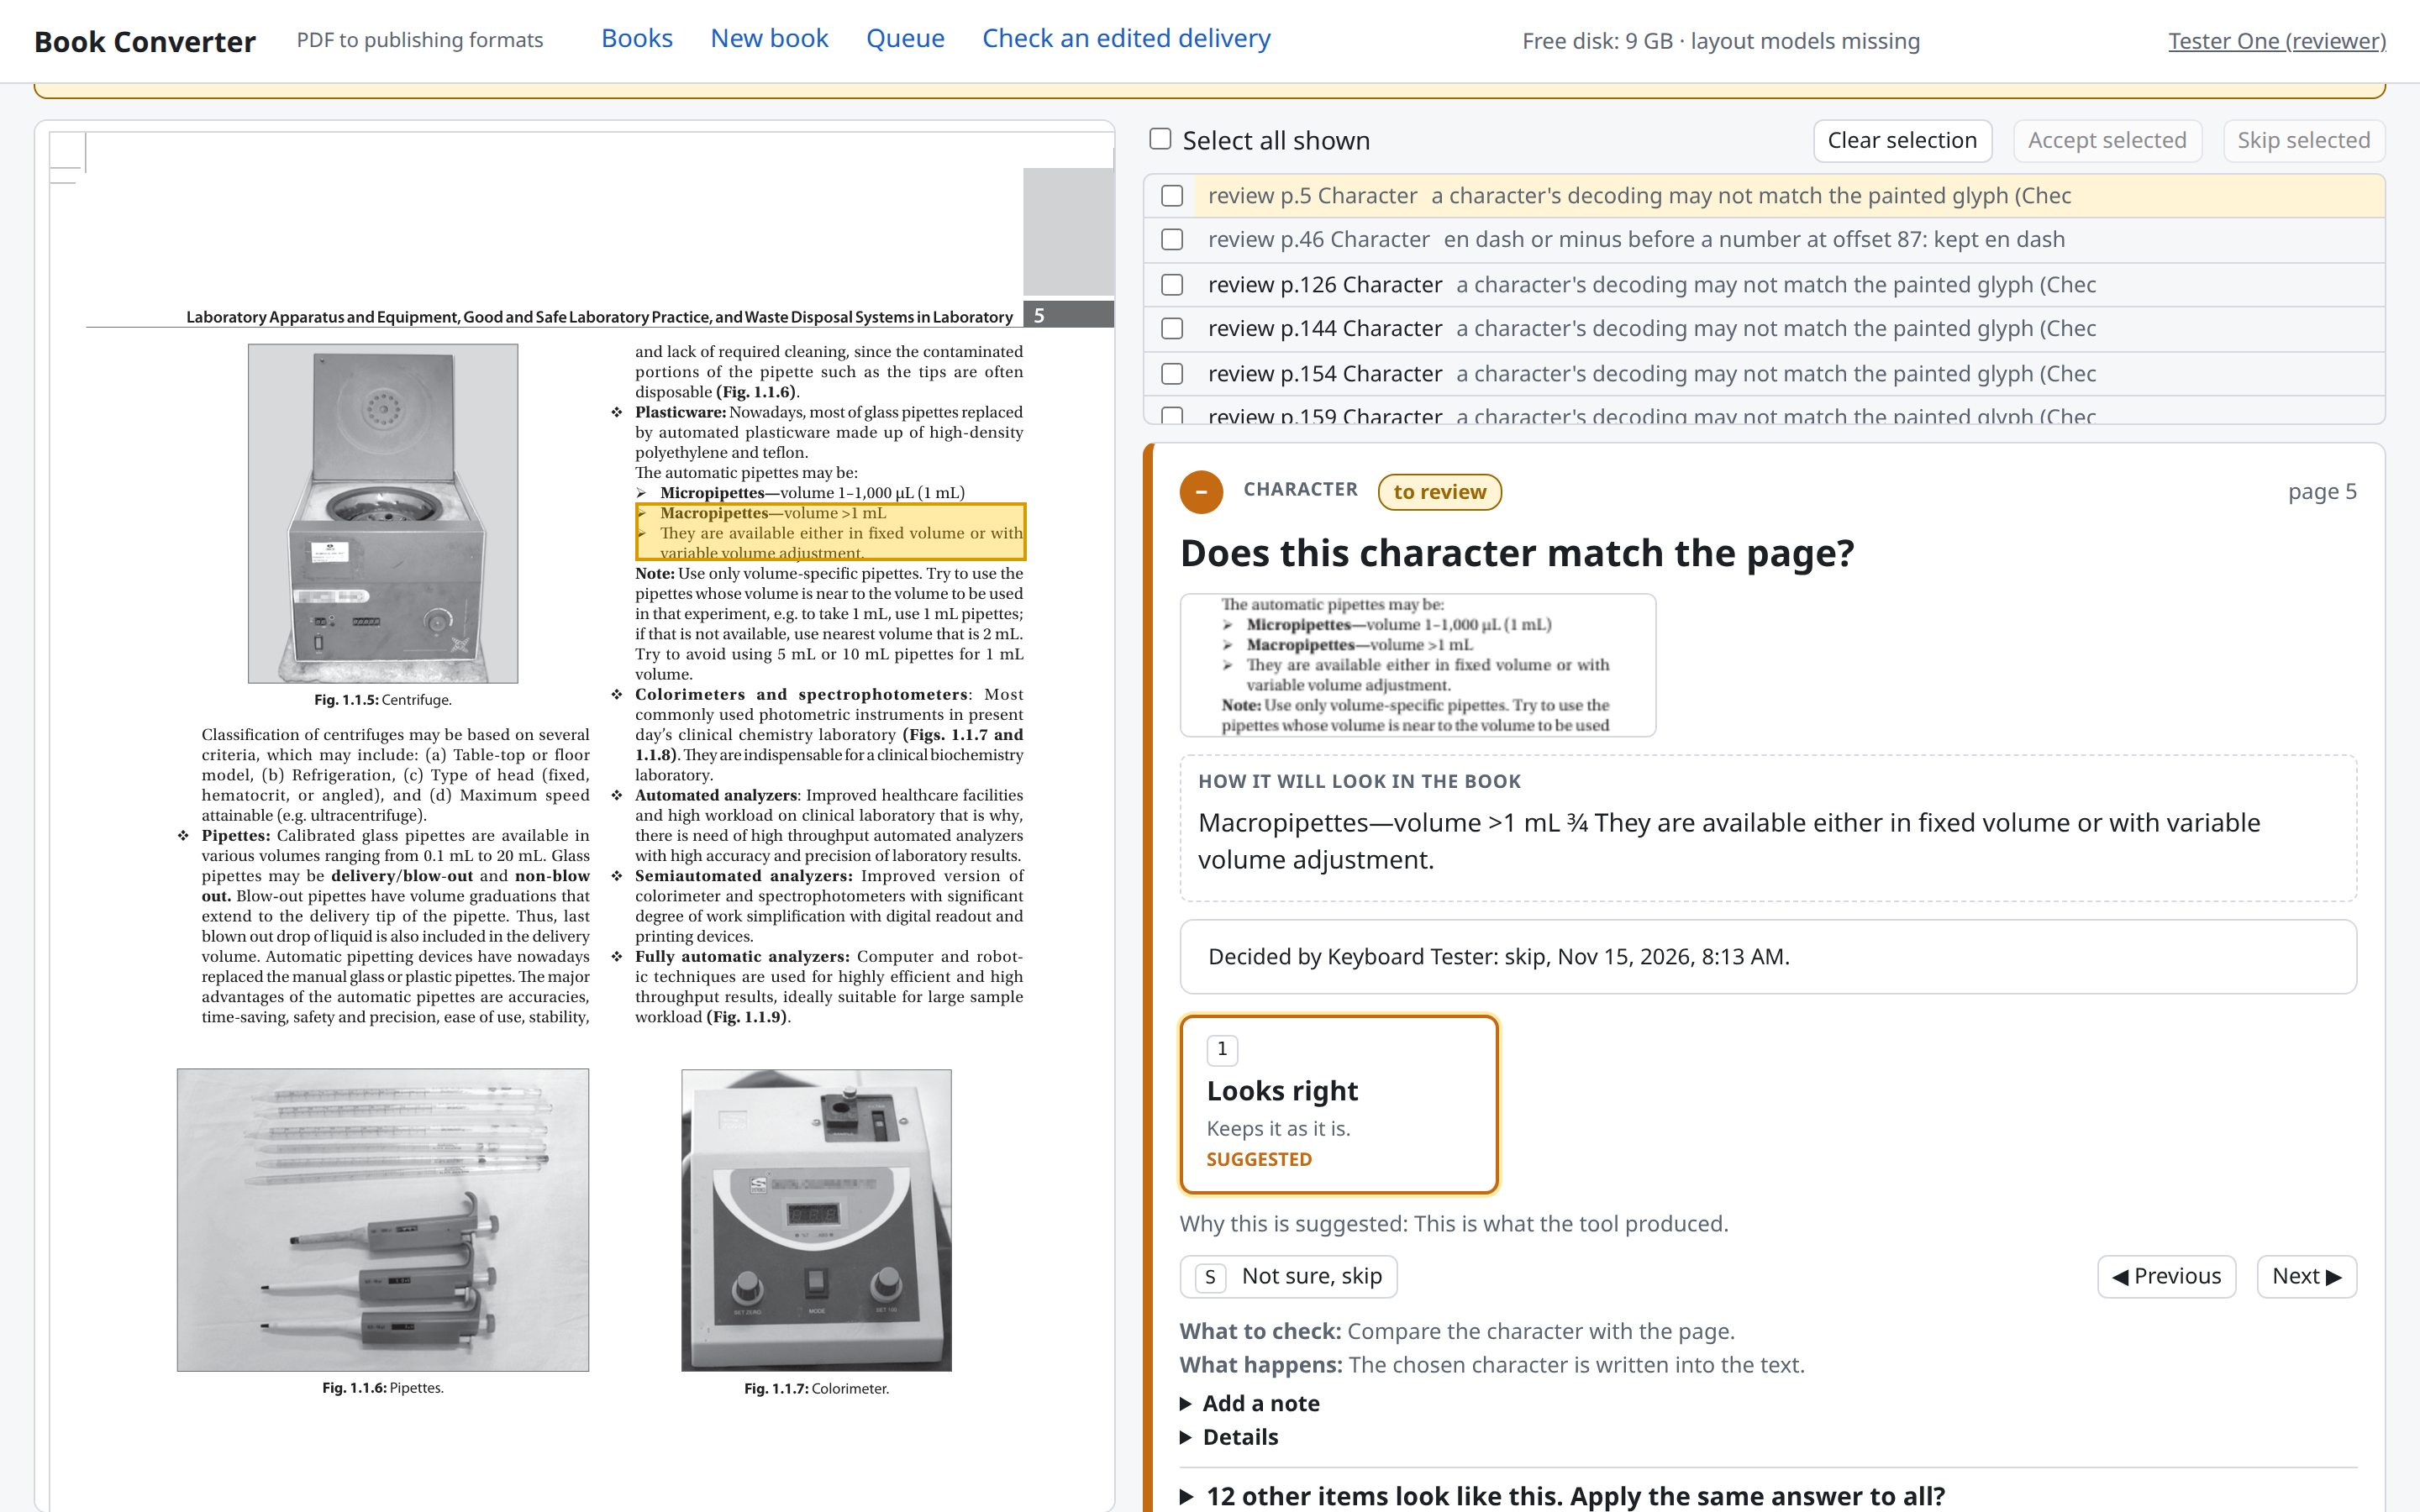 Book Converter
PDF to publishing formats
Books
New book
Queue
Check an edited delivery
Free disk: 9 GB · layout models missing
Tester One (reviewer)
Laboratory Apparatus and Equipment, Good and Safe Laboratory Practice, and Waste Disposal Systems in Laboratory
5
Fig. 1.1.5: Centrifuge.
Classification of centrifuges may be based on several
criteria, which may include: (a) Table-top or floor
model, (b) Refrigeration, (c) Type of head (fixed,
hematocrit, or angled), and (d) Maximum speed
attainable (e.g. ultracentrifuge).
❖ Pipettes: Calibrated glass pipettes are available in
various volumes ranging from 0.1 mL to 20 mL. Glass
pipettes may be delivery/blow-out and non-blow
out. Blow-out pipettes have volume graduations that
extend to the delivery tip of the pipette. Thus, last
blown out drop of liquid is also included in the delivery
volume. Automatic pipetting devices have nowadays
replaced the manual glass or plastic pipettes. The major
advantages of the automatic pipettes are accuracies,
time-saving, safety and precision, ease of use, stability,
and lack of required cleaning, since the contaminated
portions of the pipette such as the tips are often
disposable (Fig. 1.1.6).
❖ Plasticware: Nowadays, most of glass pipettes replaced
by automated plasticware made up of high-density
polyethylene and teflon.
The automatic pipettes may be:
➢ Micropipettes—volume 1–1,000 µL (1 mL)
➢ Macropipettes—volume >1 mL
➢ They are available either in fixed volume or with
variable volume adjustment.
Note: Use only volume-specific pipettes. Try to use the
pipettes whose volume is near to the volume to be used
in that experiment, e.g. to take 1 mL, use 1 mL pipettes;
if that is not available, use nearest volume that is 2 mL.
Try to avoid using 5 mL or 10 mL pipettes for 1 mL
volume.
❖ Colorimeters and spectrophotometers: Most
commonly used photometric instruments in present
day's clinical chemistry laboratory (Figs. 1.1.7 and
1.1.8). They are indispensable for a clinical biochemistry
laboratory.
❖ Automated analyzers: Improved healthcare facilities
and high workload on clinical laboratory that is why,
there is need of high throughput automated analyzers
with high accuracy and precision of laboratory results.
❖ Semiautomated analyzers: Improved version of
colorimeter and spectrophotometers with significant
degree of work simplification with digital readout and
printing devices.
❖ Fully automatic analyzers: Computer and robot-
ic techniques are used for highly efficient and high
throughput results, ideally suitable for large sample
workload (Fig. 1.1.9).
SET ZERO
MODE
SET 100
Fig. 1.1.6: Pipettes.
Fig. 1.1.7: Colorimeter.
Select all shown
Clear selection
Accept selected
Skip selected
review p.5 Character a character's decoding may not match the painted glyph (Chec
review p.46 Character en dash or minus before a number at offset 87: kept en dash
review p.126 Character a character's decoding may not match the painted glyph (Chec
review p.144 Character a character's decoding may not match the painted glyph (Chec
review p.154 Character a character's decoding may not match the painted glyph (Chec
review p.159 Character a character's decoding may not match the painted glyph (Chec
–
CHARACTER
to review
page 5
Does this character match the page?
The automatic pipettes may be:
➢ Micropipettes—volume 1–1,000 µL (1 mL)
➢ Macropipettes—volume >1 mL
➢ They are available either in fixed volume or with
variable volume adjustment.
Note: Use only volume-specific pipettes. Try to use the
pipettes whose volume is near to the volume to be used
HOW IT WILL LOOK IN THE BOOK
Macropipettes—volume >1 mL ¾ They are available either in fixed volume or with variable
volume adjustment.
Decided by Keyboard Tester: skip, Nov 15, 2026, 8:13 AM.
1
Looks right
Keeps it as it is.
SUGGESTED
Why this is suggested: This is what the tool produced.
S Not sure, skip
◀ Previous
Next ▶
What to check: Compare the character with the page.
What happens: The chosen character is written into the text.
▶ Add a note
▶ Details
▶ 12 other items look like this. Apply the same answer to all?